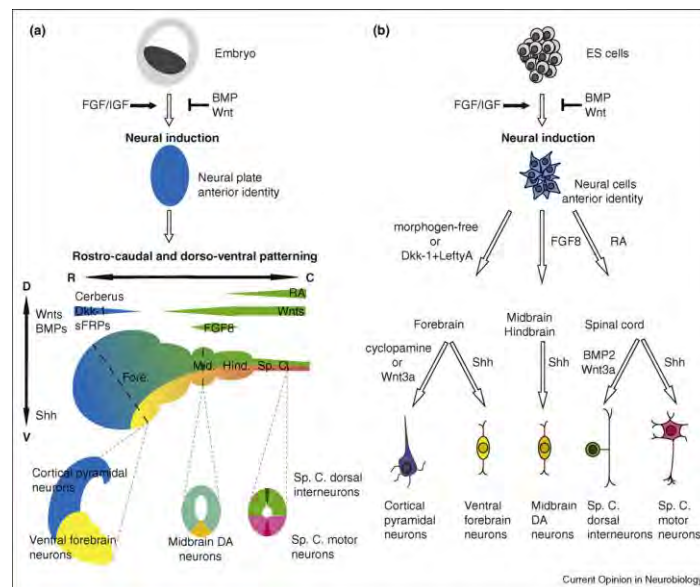 (a)
Embryo
FGF/IGF
BMP
Wnt
Neural induction
Neural plate
anterior identity
Rostro-caudal and dorso-ventral patterning
R
C
D
Wnts
BMPs
Shh
V
Cerberus
Dkk-1
sFRPs
RA
Wnts
FGF8
Fore.
Mid.
Hind.
Sp. C.
Cortical pyramidal
neurons
Ventral forebrain
neurons
Midbrain DA
neurons
Sp. C. dorsal
interneurons
Sp. C. motor
neurons
(b)
ES cells
FGF/IGF
BMP
Wnt
Neural induction
Neural cells
anterior identity
morphogen-free
or
Dkk-1+LeftyA
FGF8
RA
Forebrain
Midbrain
Hindbrain
Spinal cord
cyclopamine
or
Wnt3a
Shh
Shh
BMP2
Wnt3a
Shh
Cortical
pyramidal
neurons
Ventral
forebrain
neurons
Midbrain
DA
neurons
Sp. C.
dorsal
interneurons
Sp. C.
motor
neurons
Current Opinion in Neurobiology